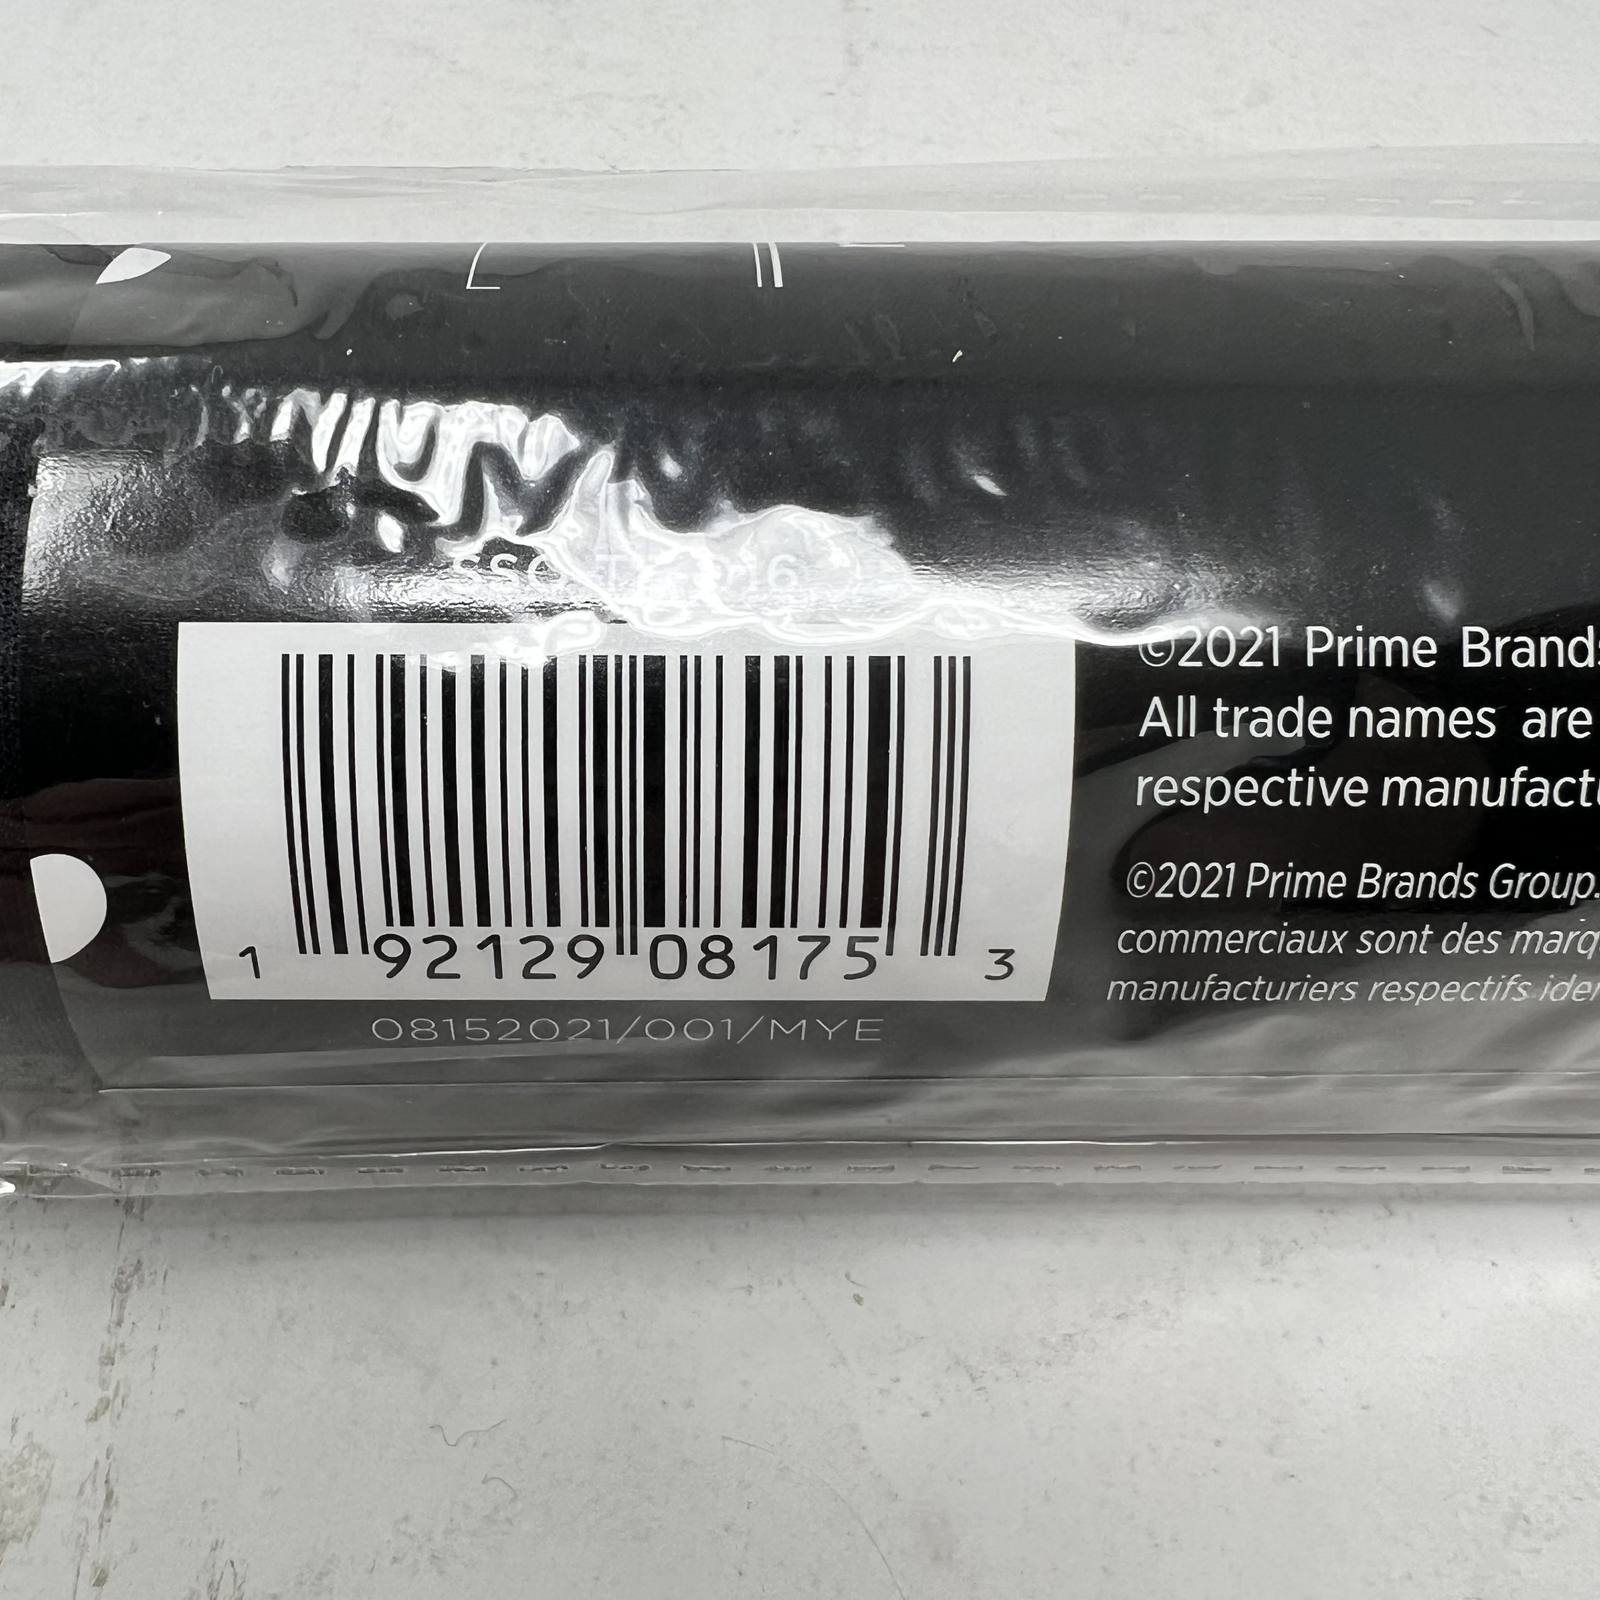 ©2021 Prime Brands
All trade names are
respective manufactu
©2021 Prime Brands Group.
commerciaux sont des marq
manufacturiers respectifs iden
1 92129 08175 3
08152021/001/MYE